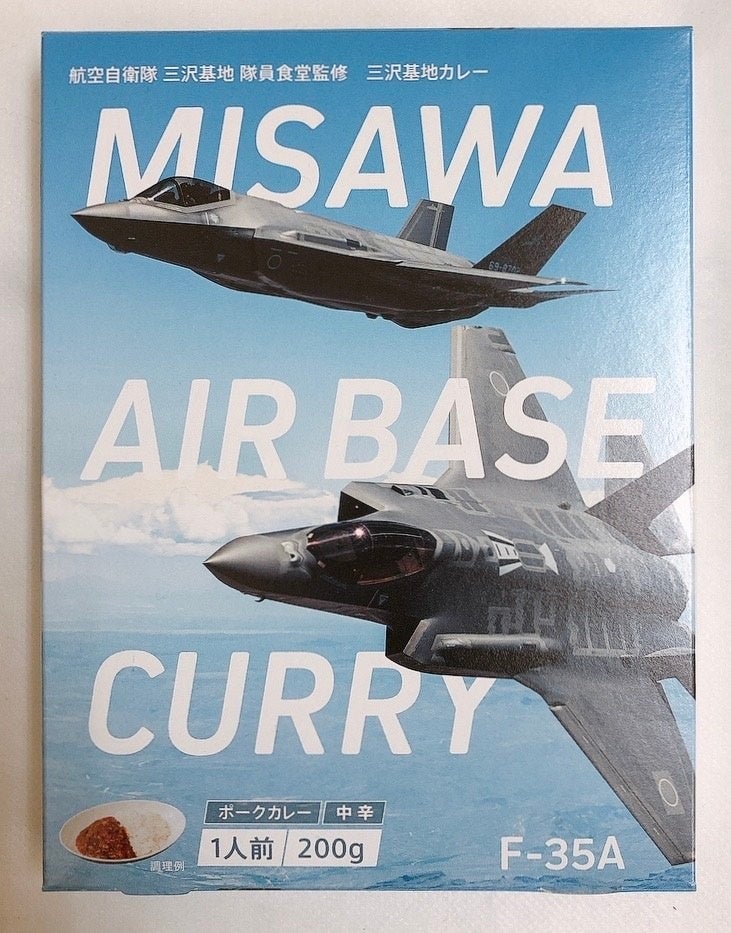 航空自衛隊 三沢基地 隊員食堂監修　三沢基地カレー
MISAWA
AIR BASE
CURRY
ポークカレー 中辛
1人前 200g
調理例
F-35A